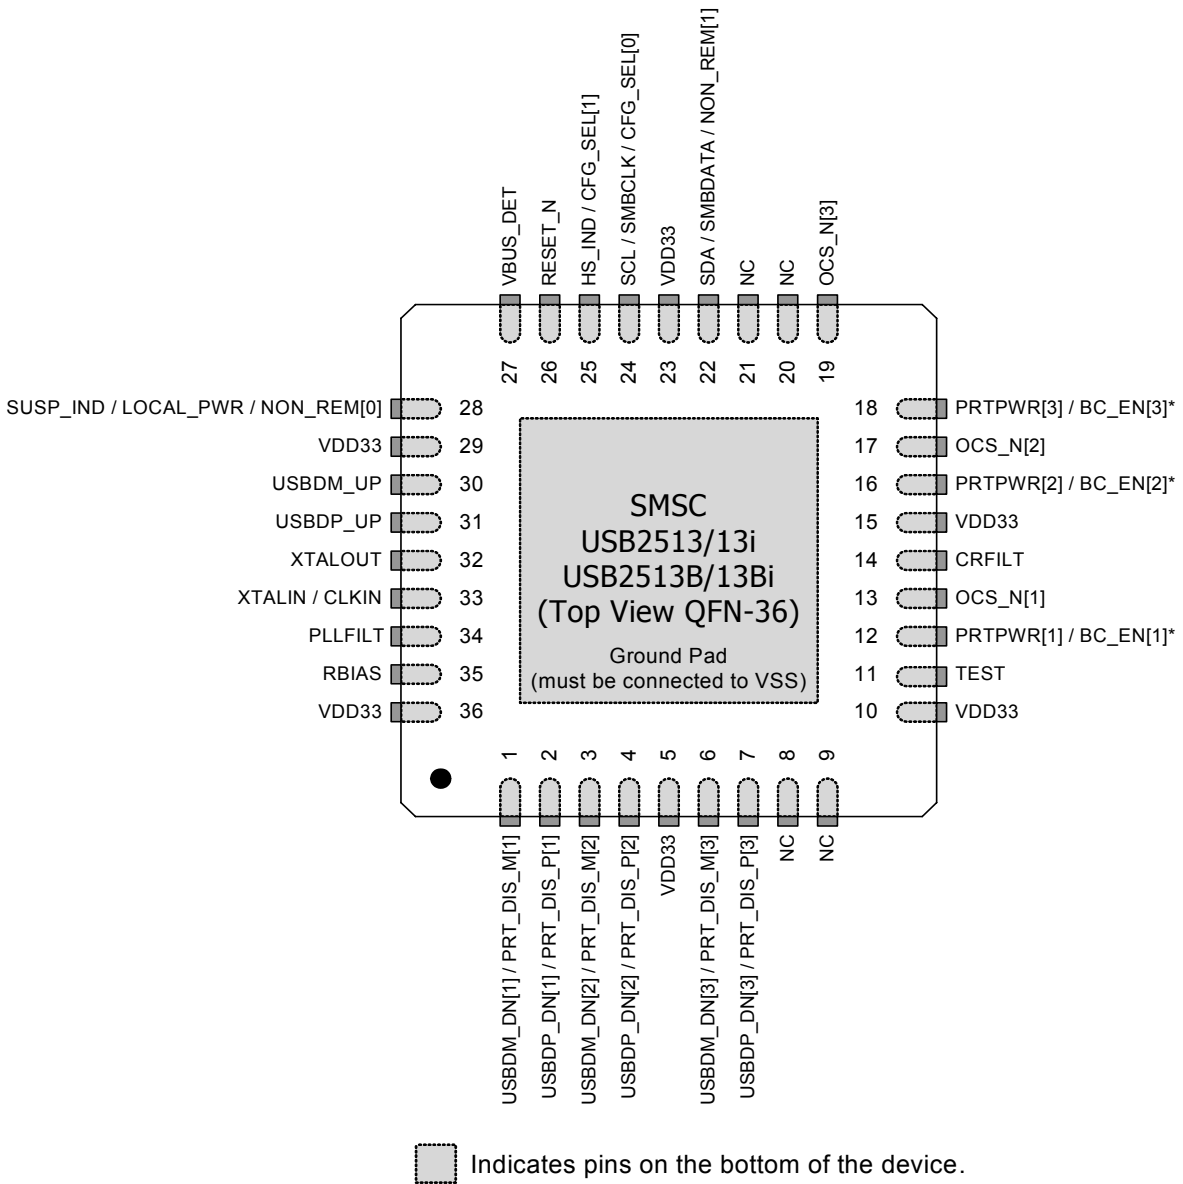 VBUS_DET
RESET_N
HS_IND / CFG_SEL[1]
SCL / SMBCLK / CFG_SEL[0]
VDD33
SDA / SMBDATA / NON_REM[1]
NC
NC
OCS_N[3]
27
26
25
24
23
22
21
20
19
SUSP_IND / LOCAL_PWR / NON_REM[0] 28
VDD33 29
USBDM_UP 30
USBDP_UP 31
XTALOUT 32
XTALIN / CLKIN 33
PLLFILT 34
RBIAS 35
VDD33 36
SMSC
USB2513/13i
USB2513B/13Bi
(Top View QFN-36)
Ground Pad
(must be connected to VSS)
18 PRTPWR[3] / BC_EN[3]*
17 OCS_N[2]
16 PRTPWR[2] / BC_EN[2]*
15 VDD33
14 CRFILT
13 OCS_N[1]
12 PRTPWR[1] / BC_EN[1]*
11 TEST
10 VDD33
1
2
3
4
5
6
7
8
9
USBDM_DN[1] / PRT_DIS_M[1]
USBDP_DN[1] / PRT_DIS_P[1]
USBDM_DN[2] / PRT_DIS_M[2]
USBDP_DN[2] / PRT_DIS_P[2]
VDD33
USBDM_DN[3] / PRT_DIS_M[3]
USBDP_DN[3] / PRT_DIS_P[3]
NC
NC
Indicates pins on the bottom of the device.